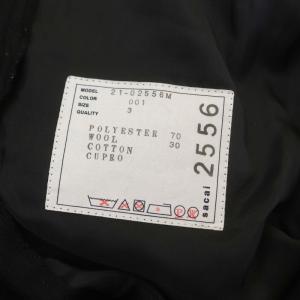 MODEL 21-02556M
COLOR 001
SIZE 3
QUALITY
POLYESTER 70
WOOL 30
COTTON
CUPRO
sacai 2556